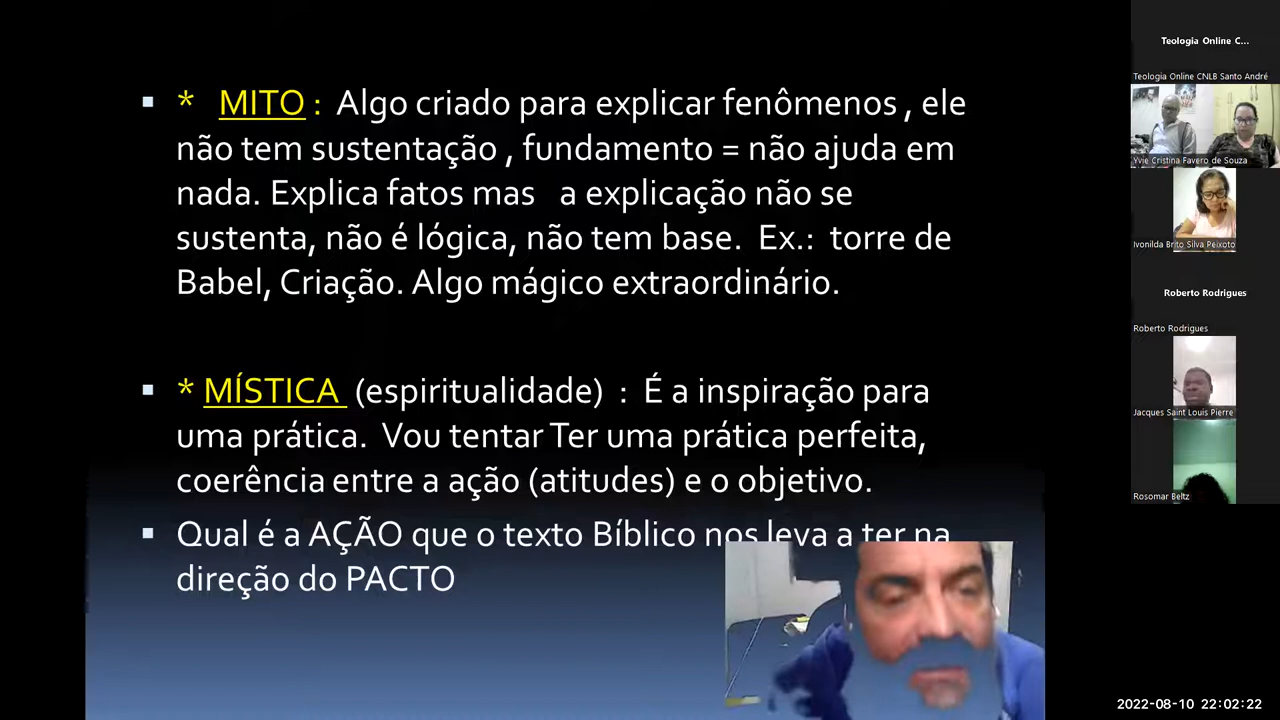 * MITO : Algo criado para explicar fenômenos , ele
não tem sustentação , fundamento = não ajuda em
nada. Explica fatos mas a explicação não se
sustenta, não é lógica, não tem base. Ex.: torre de
Babel, Criação. Algo mágico extraordinário.
* MÍSTICA (espiritualidade) : É a inspiração para
uma prática. Vou tentar Ter uma prática perfeita,
coerência entre a ação (atitudes) e o objetivo.
Qual é a AÇÃO que o texto Bíblico nos leva a ter na
direção do PACTO
Teologia Online C...
Teologia Online CNLB Santo André
Yvie Cristina Favero de Souza
Ivonilda Brito Silva Peixoto
Roberto Rodrigues
Roberto Rodrigues
Jacques Saint Louis Pierre
Rosomar Beltz
2022-08-10 22:02:22